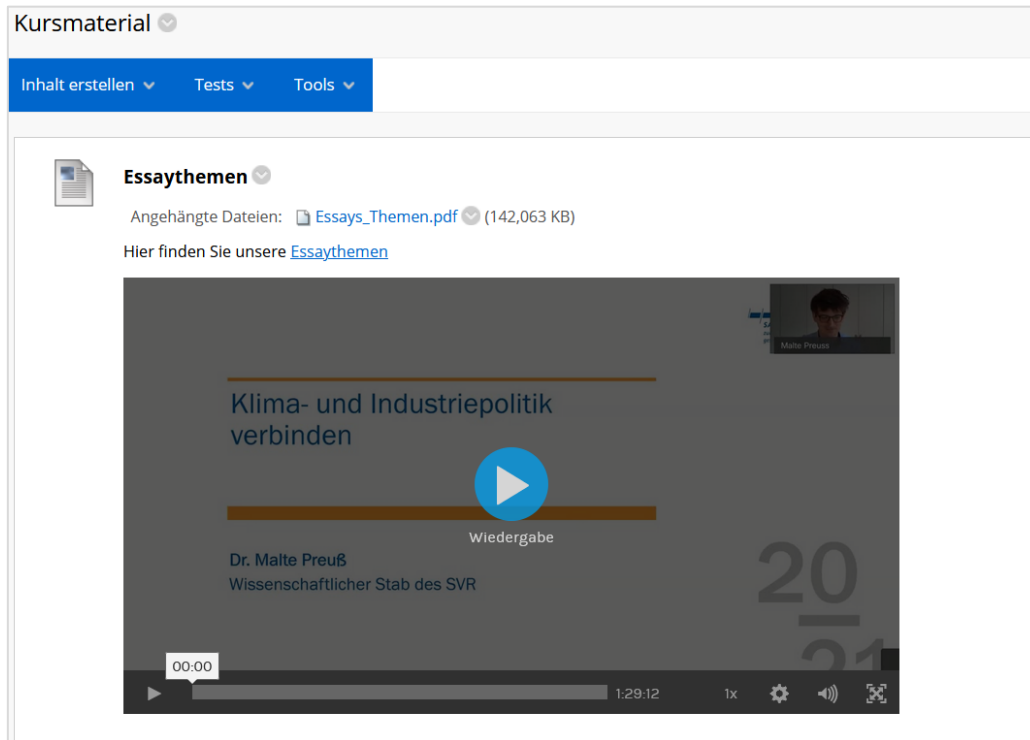 Kursmaterial
Inhalt erstellen Tests Tools
Essaythemen
Angehängte Dateien: Essays_Themen.pdf (142,063 KB)
Hier finden Sie unsere Essaythemen
Malte Preuss
Klima- und Industriepolitik
verbinden
Wiedergabe
Dr. Malte Preuß
Wissenschaftlicher Stab des SVR
20
21
00:00
1:29:12 1x